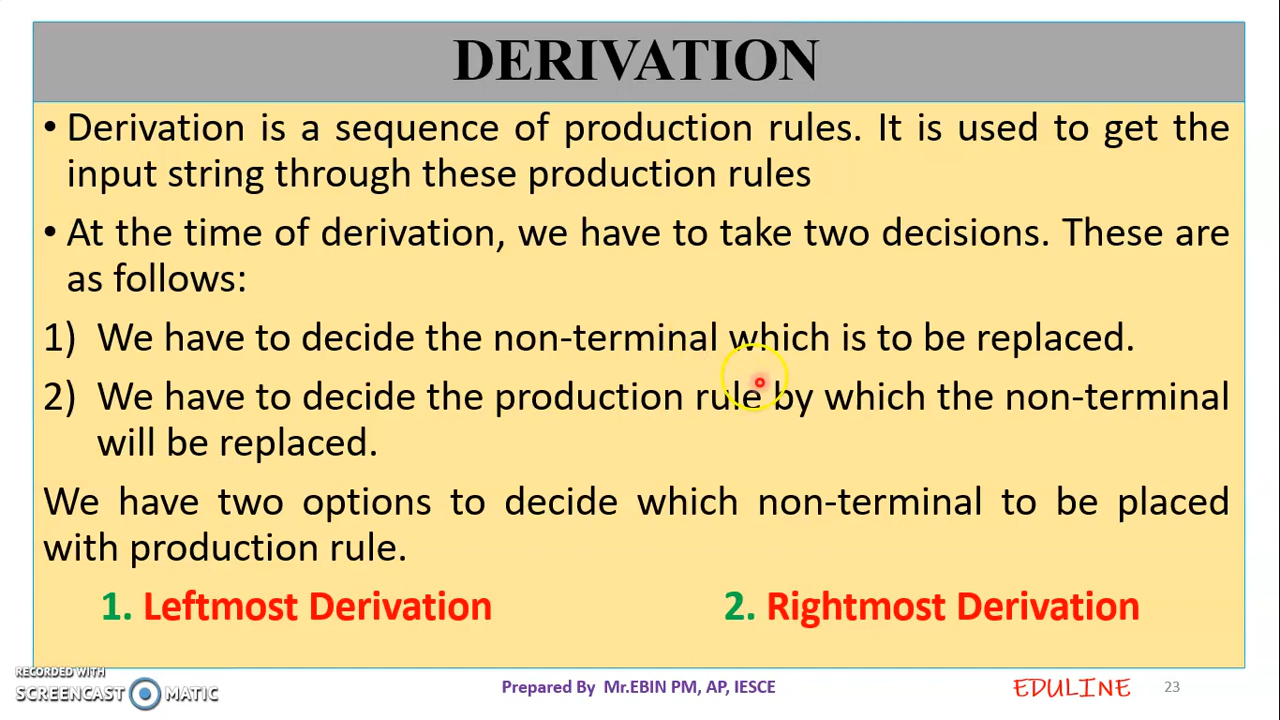 DERIVATION
• Derivation is a sequence of production rules. It is used to get the
input string through these production rules
• At the time of derivation, we have to take two decisions. These are
as follows:
1) We have to decide the non-terminal which is to be replaced.
2) We have to decide the production rule by which the non-terminal
will be replaced.
We have two options to decide which non-terminal to be placed
with production rule.
1. Leftmost Derivation 2. Rightmost Derivation
RECORDED WITH
SCREENCAST MATIC
Prepared By Mr.EBIN PM, AP, IESCE
EDULINE
23